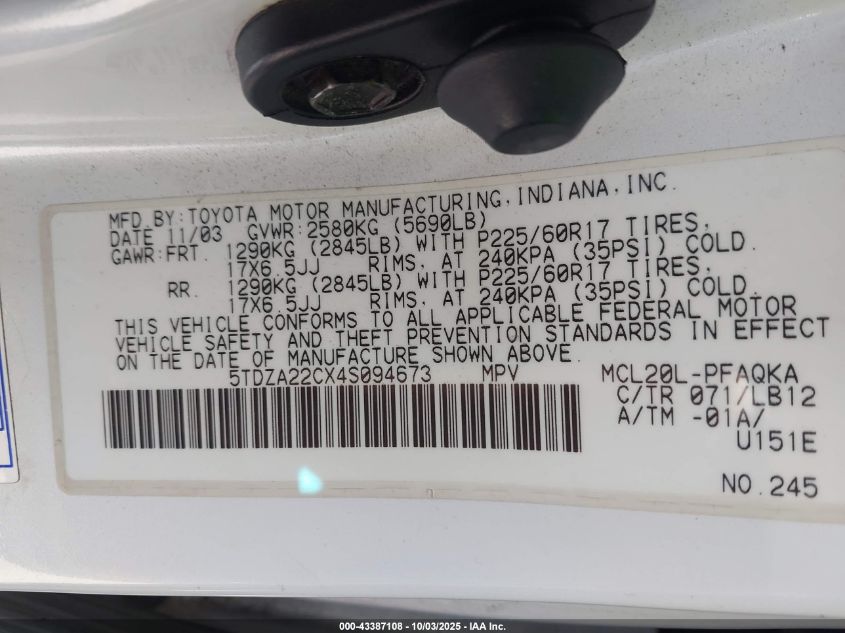 MFD BY:TOYOTA MOTOR MANUFACTURING,INDIANA,INC.
DATE 11/03 GVWR:2580KG (5690LB)
GAWR:FRT. 1290KG (2845LB) WITH P225/60R17 TIRES,
17X6.5JJ RIMS, AT 240KPA (35PSI) COLD.
RR. 1290KG (2845LB) WITH P225/60R17 TIRES,
17X6.5JJ RIMS, AT 240KPA (35PSI) COLD.
THIS VEHICLE CONFORMS TO ALL APPLICABLE FEDERAL MOTOR
VEHICLE SAFETY AND THEFT PREVENTION STANDARDS IN EFFECT
ON THE DATE OF MANUFACTURE SHOWN ABOVE.
5TDZA22CX4S094673 MPV MCL20L-PFAQKA
C/TR 071/LB12
A/TM -01A/
U151E
NO.245
000-43387108 - 10/03/2025 - IAA Inc.